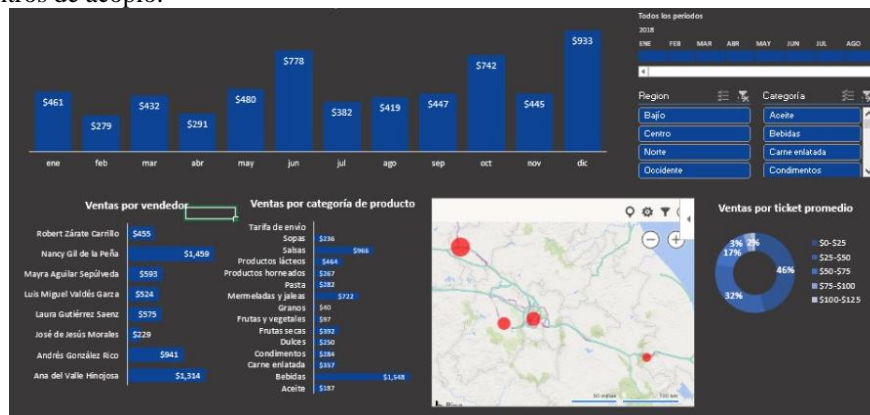 tros de acopio.
Todos los periodos
2018
ENE FEB MAR ABR MAY JUN JUL AGO
$461 $279 $432 $291 $480 $778 $382 $419 $447 $742 $445 $933
ene feb mar abr may jun jul ago sep oct nov dic
Region
Bajío
Centro
Norte
Occidente
Categoría
Aceite
Bebidas
Carne enlatada
Condimentos
Ventas por vendedor
Robert Zárate Carrillo $455
Nancy Gil de la Peña $1,459
Mayra Aguilar Sepúlveda $593
Luis Miguel Valdés Garza $524
Laura Gutiérrez Saenz $575
José de Jesús Morales $229
Andrés González Rico $941
Ana del Valle Hinojosa $1,314
Ventas por categoría de producto
Tarifa de envío
Sopas $236
Salsas $966
Productos lácteos $464
Productos horneados $267
Pasta $282
Mermeladas y jaleas $722
Granos $40
Frutas y vegetales $97
Frutas secas $392
Dulces $250
Condimentos $284
Carne enlatada $357
Bebidas $1,548
Aceite $187
Ventas por ticket promedio
3% 2%
17%
46%
32%
$0-$25
$25-$50
$50-$75
$75-$100
$100-$125